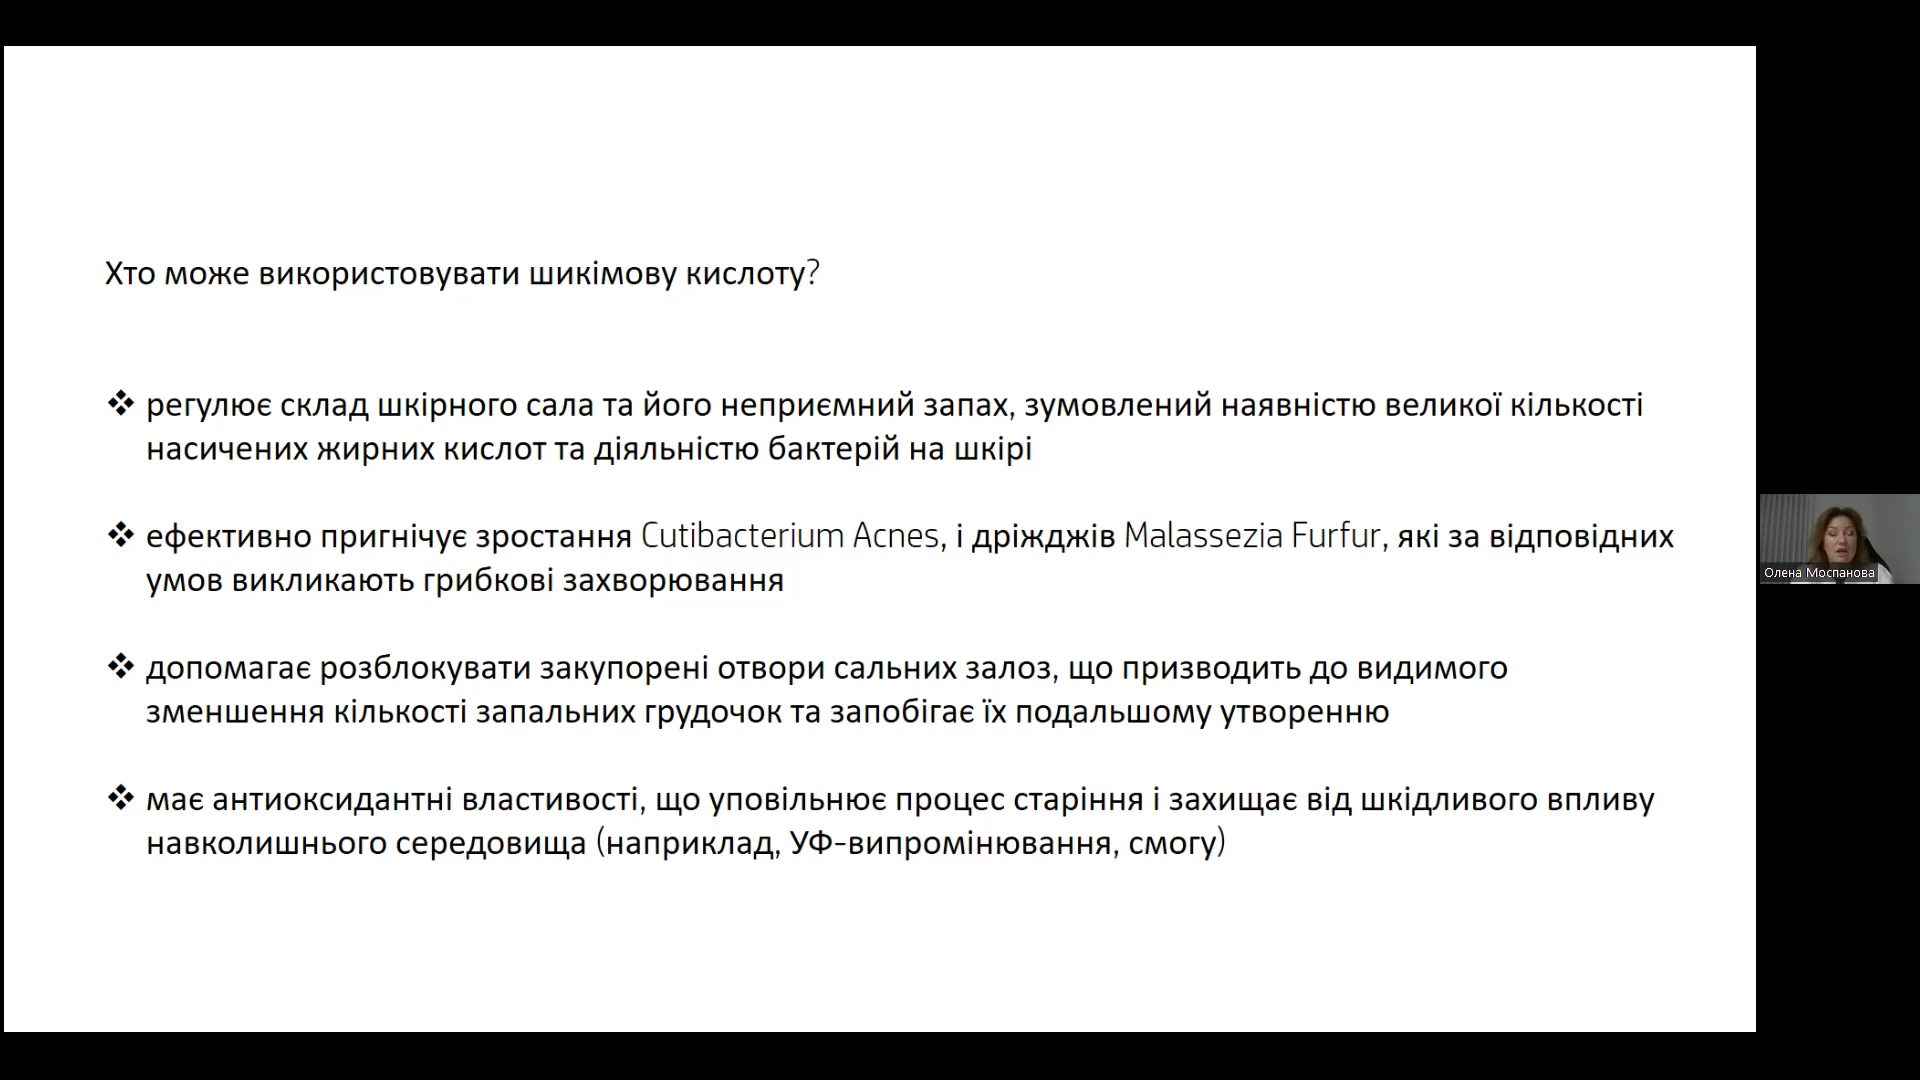 Хто може використовувати шикімову кислоту?
❖ регулює склад шкірного сала та його неприємний запах, зумовлений наявністю великої кількості
насичених жирних кислот та діяльністю бактерій на шкірі
❖ ефективно пригнічує зростання Cutibacterium Acnes, і дріжджів Malassezia Furfur, які за відповідних
умов викликають грибкові захворювання
❖ допомагає розблокувати закупорені отвори сальних залоз, що призводить до видимого
зменшення кількості запальних грудочок та запобігає їх подальшому утворенню
❖ має антиоксидантні властивості, що уповільнює процес старіння і захищає від шкідливого впливу
навколишнього середовища (наприклад, УФ-випромінювання, смогу)
Олена Моспанова